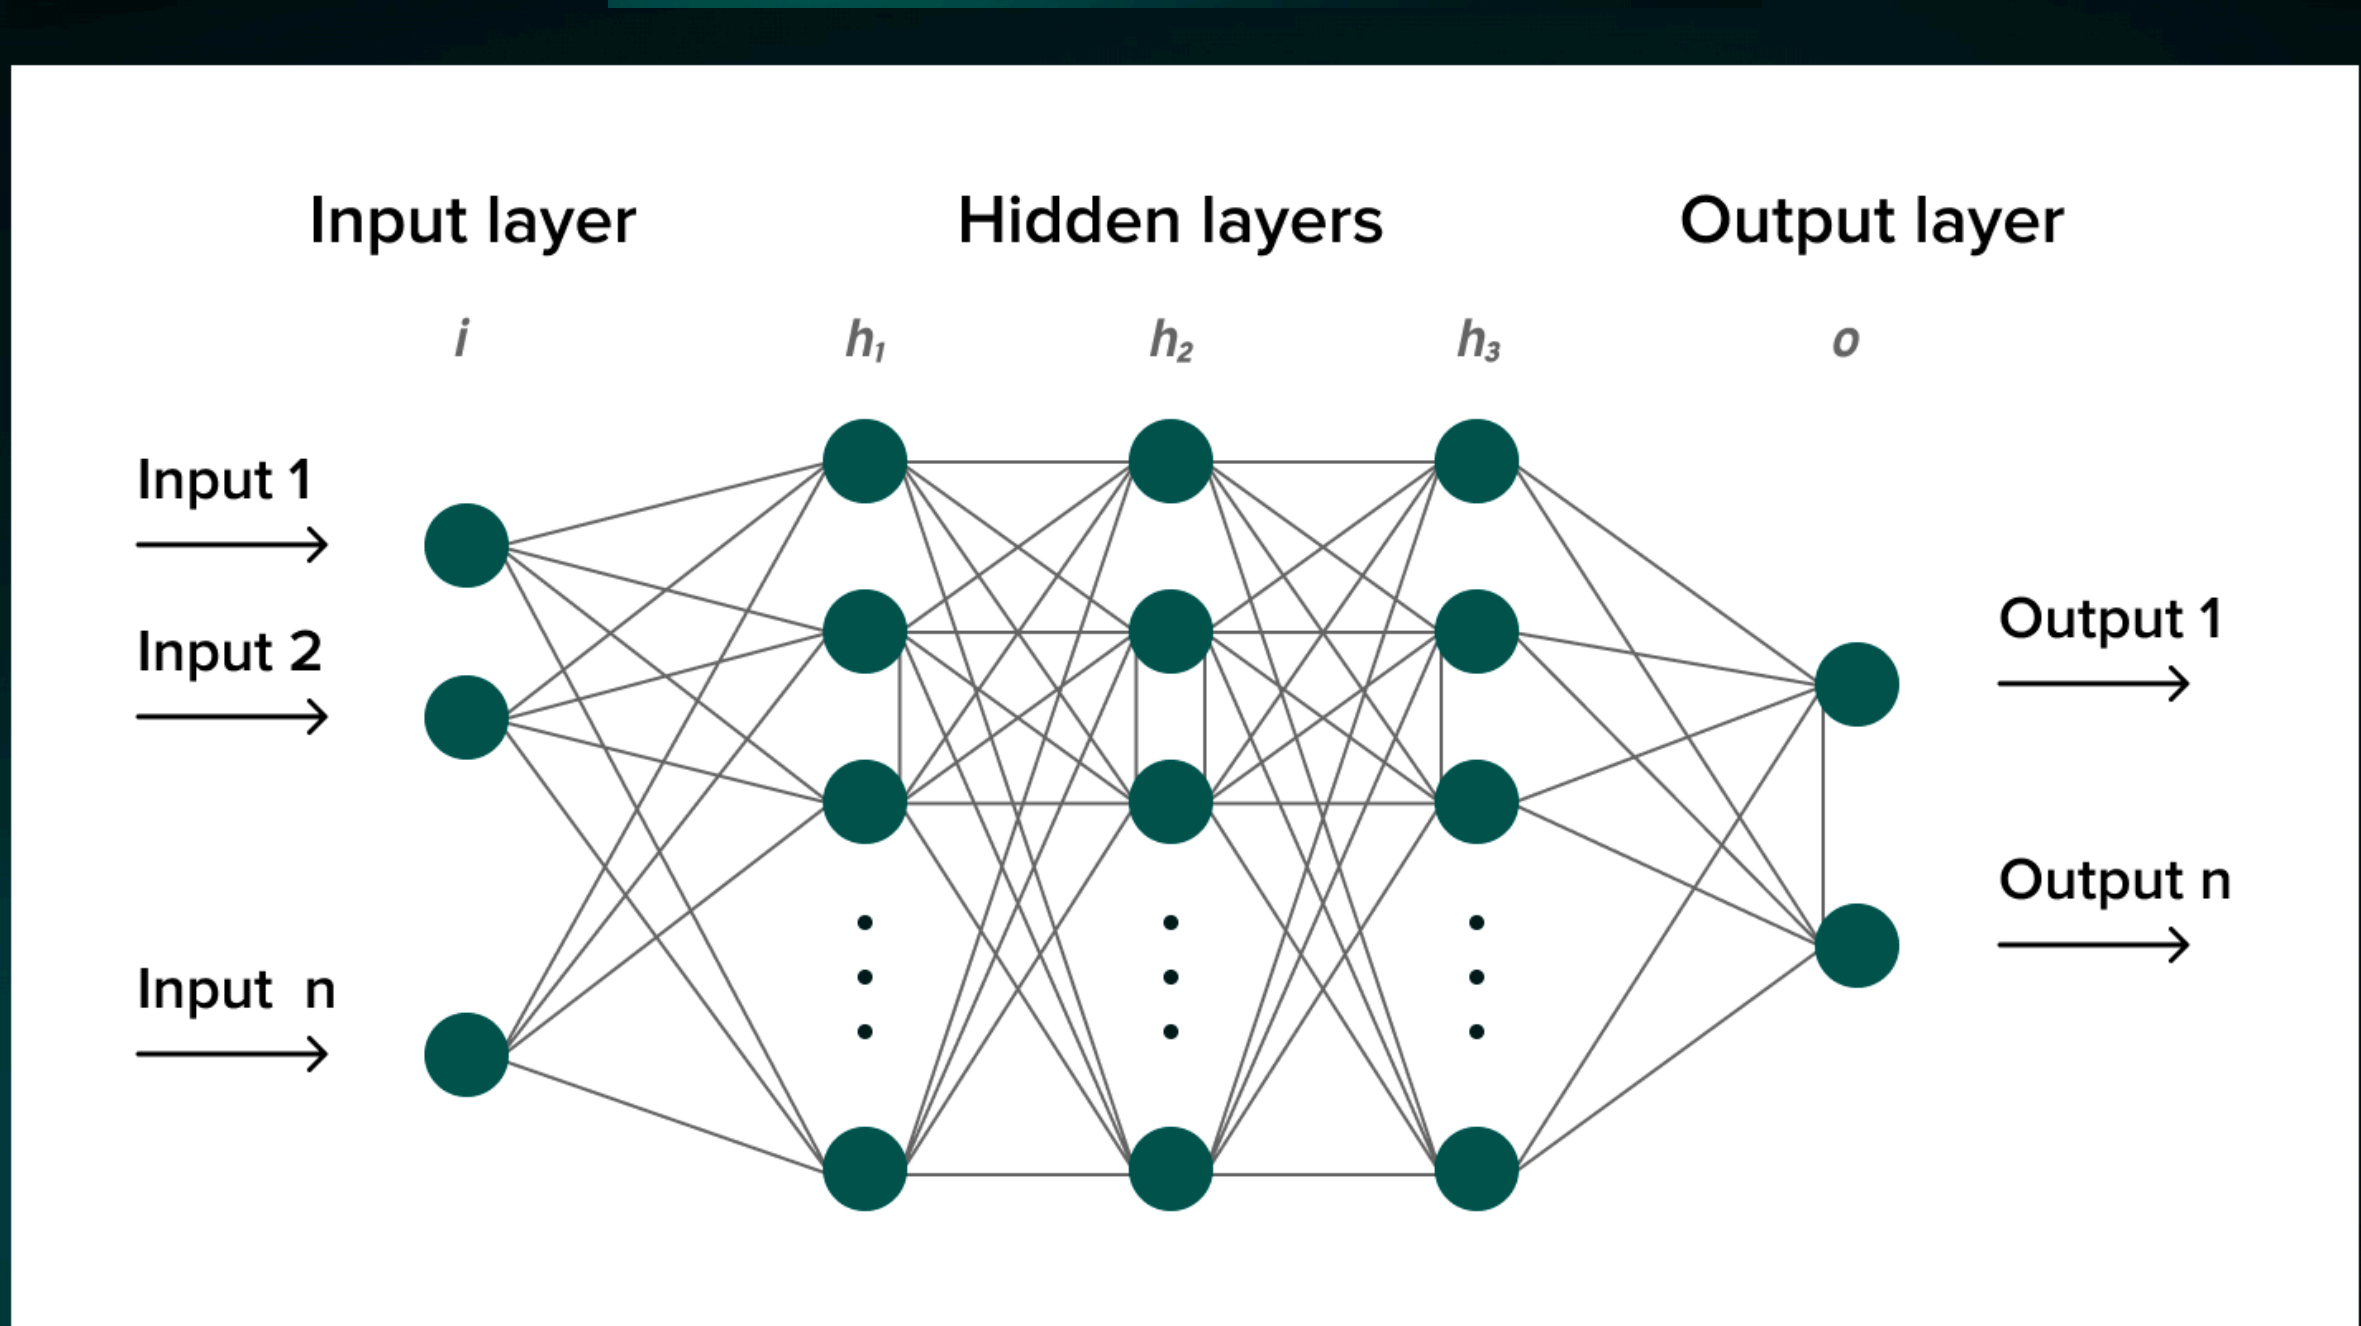 Input layer
Hidden layers
Output layer
i
h₁
h₂
h₃
o
Input 1
Input 2
Input n
Output 1
Output n